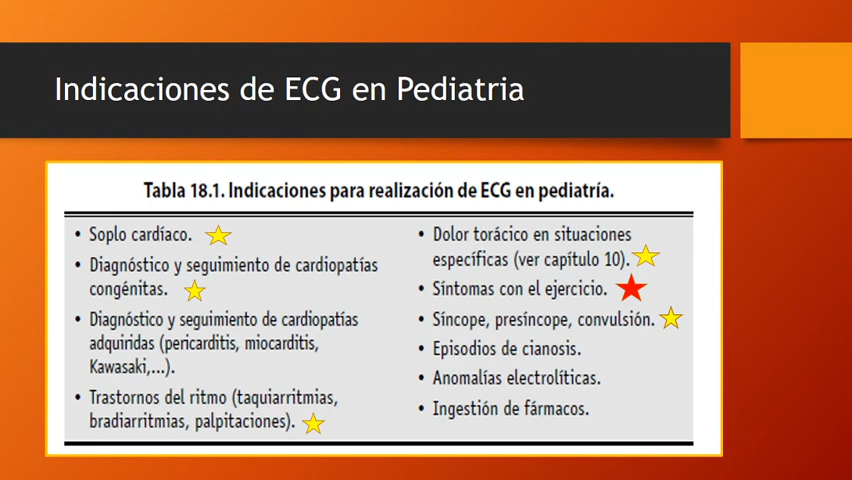 Indicaciones de ECG en Pediatria
Tabla 18.1. Indicaciones para realización de ECG en pediatría.
• Soplo cardíaco.
• Diagnóstico y seguimiento de cardiopatías
congénitas.
• Diagnóstico y seguimiento de cardiopatías
adquiridas (pericarditis, miocarditis,
Kawasaki,...).
• Trastornos del ritmo (taquiarritmias,
bradiarritmias, palpitaciones).
• Dolor torácico en situaciones
específicas (ver capítulo 10).
• Síntomas con el ejercicio.
• Síncope, presíncope, convulsión.
• Episodios de cianosis.
• Anomalías electrolíticas.
• Ingestión de fármacos.